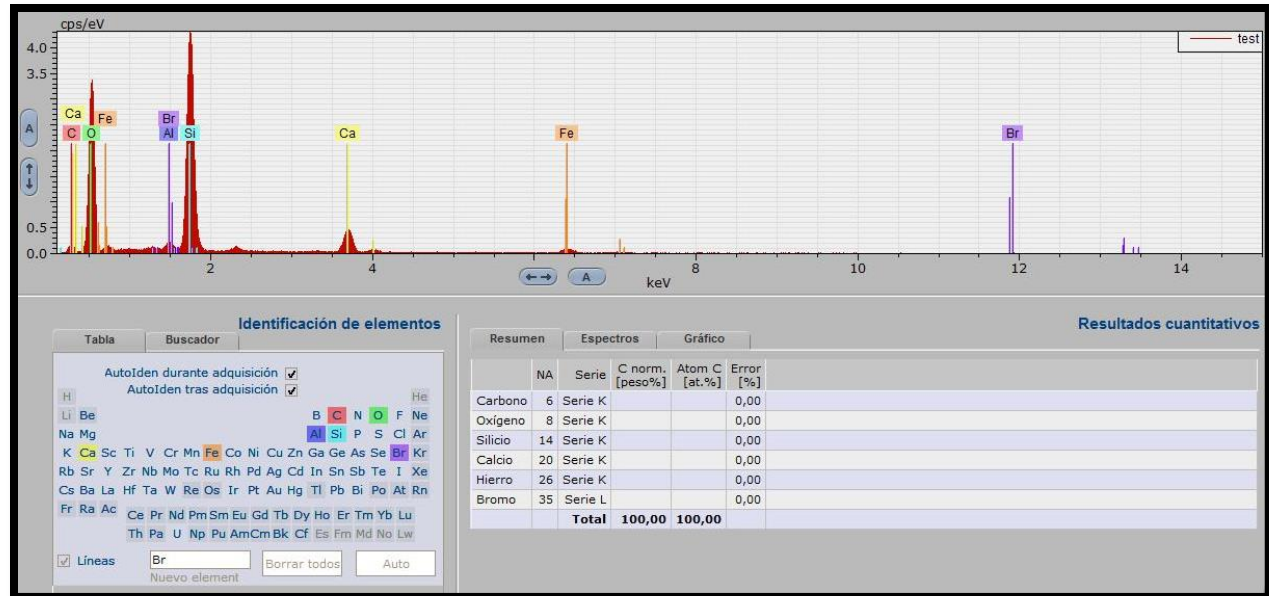 cps/eV
test
4.0
3.5
0.5
0.0
Ca Fe Br
C O Al Si Ca Fe Br
A
2 4 8 10 12 14
A
keV
Identificación de elementos
Tabla Buscador
AutoIden durante adquisición
AutoIden tras adquisición
H He
Li Be B C N O F Ne
Na Mg Al Si P S Cl Ar
K Ca Sc Ti V Cr Mn Fe Co Ni Cu Zn Ga Ge As Se Br Kr
Rb Sr Y Zr Nb Mo Tc Ru Rh Pd Ag Cd In Sn Sb Te I Xe
Cs Ba La Hf Ta W Re Os Ir Pt Au Hg Tl Pb Bi Po At Rn
Fr Ra Ac Ce Pr Nd Pm Sm Eu Gd Tb Dy Ho Er Tm Yb Lu
Th Pa U Np Pu Am Cm Bk Cf Es Fm Md No Lw
Líneas Br Borrar todos Auto
Nuevo element
Resultados cuantitativos
Resumen Espectros Gráfico
NA Serie C norm. Atom C Error
[peso%] [at.%] [%]
Carbono 6 Serie K 0,00
Oxígeno 8 Serie K 0,00
Silicio 14 Serie K 0,00
Calcio 20 Serie K 0,00
Hierro 26 Serie K 0,00
Bromo 35 Serie L 0,00
Total 100,00 100,00